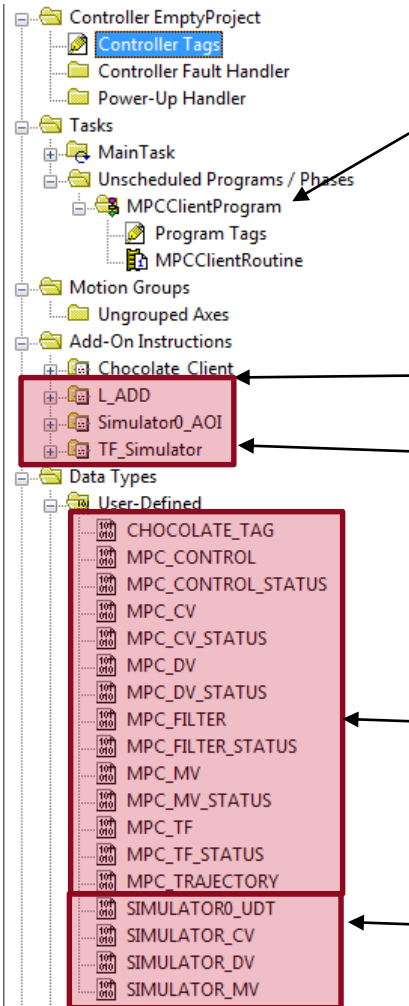 Controller EmptyProject
Controller Tags
Controller Fault Handler
Power-Up Handler
Tasks
MainTask
Unscheduled Programs / Phases
MPCClientProgram
Program Tags
MPCClientRoutine
Motion Groups
Ungrouped Axes
Add-On Instructions
Chocolate_Client
L_ADD
Simulator0_AOI
TF_Simulator
Data Types
User-Defined
CHOCOLATE_TAG
MPC_CONTROL
MPC_CONTROL_STATUS
MPC_CV
MPC_CV_STATUS
MPC_DV
MPC_DV_STATUS
MPC_FILTER
MPC_FILTER_STATUS
MPC_MV
MPC_MV_STATUS
MPC_TF
MPC_TF_STATUS
MPC_TRAJECTORY
SIMULATOR0_UDT
SIMULATOR_CV
SIMULATOR_DV
SIMULATOR_MV